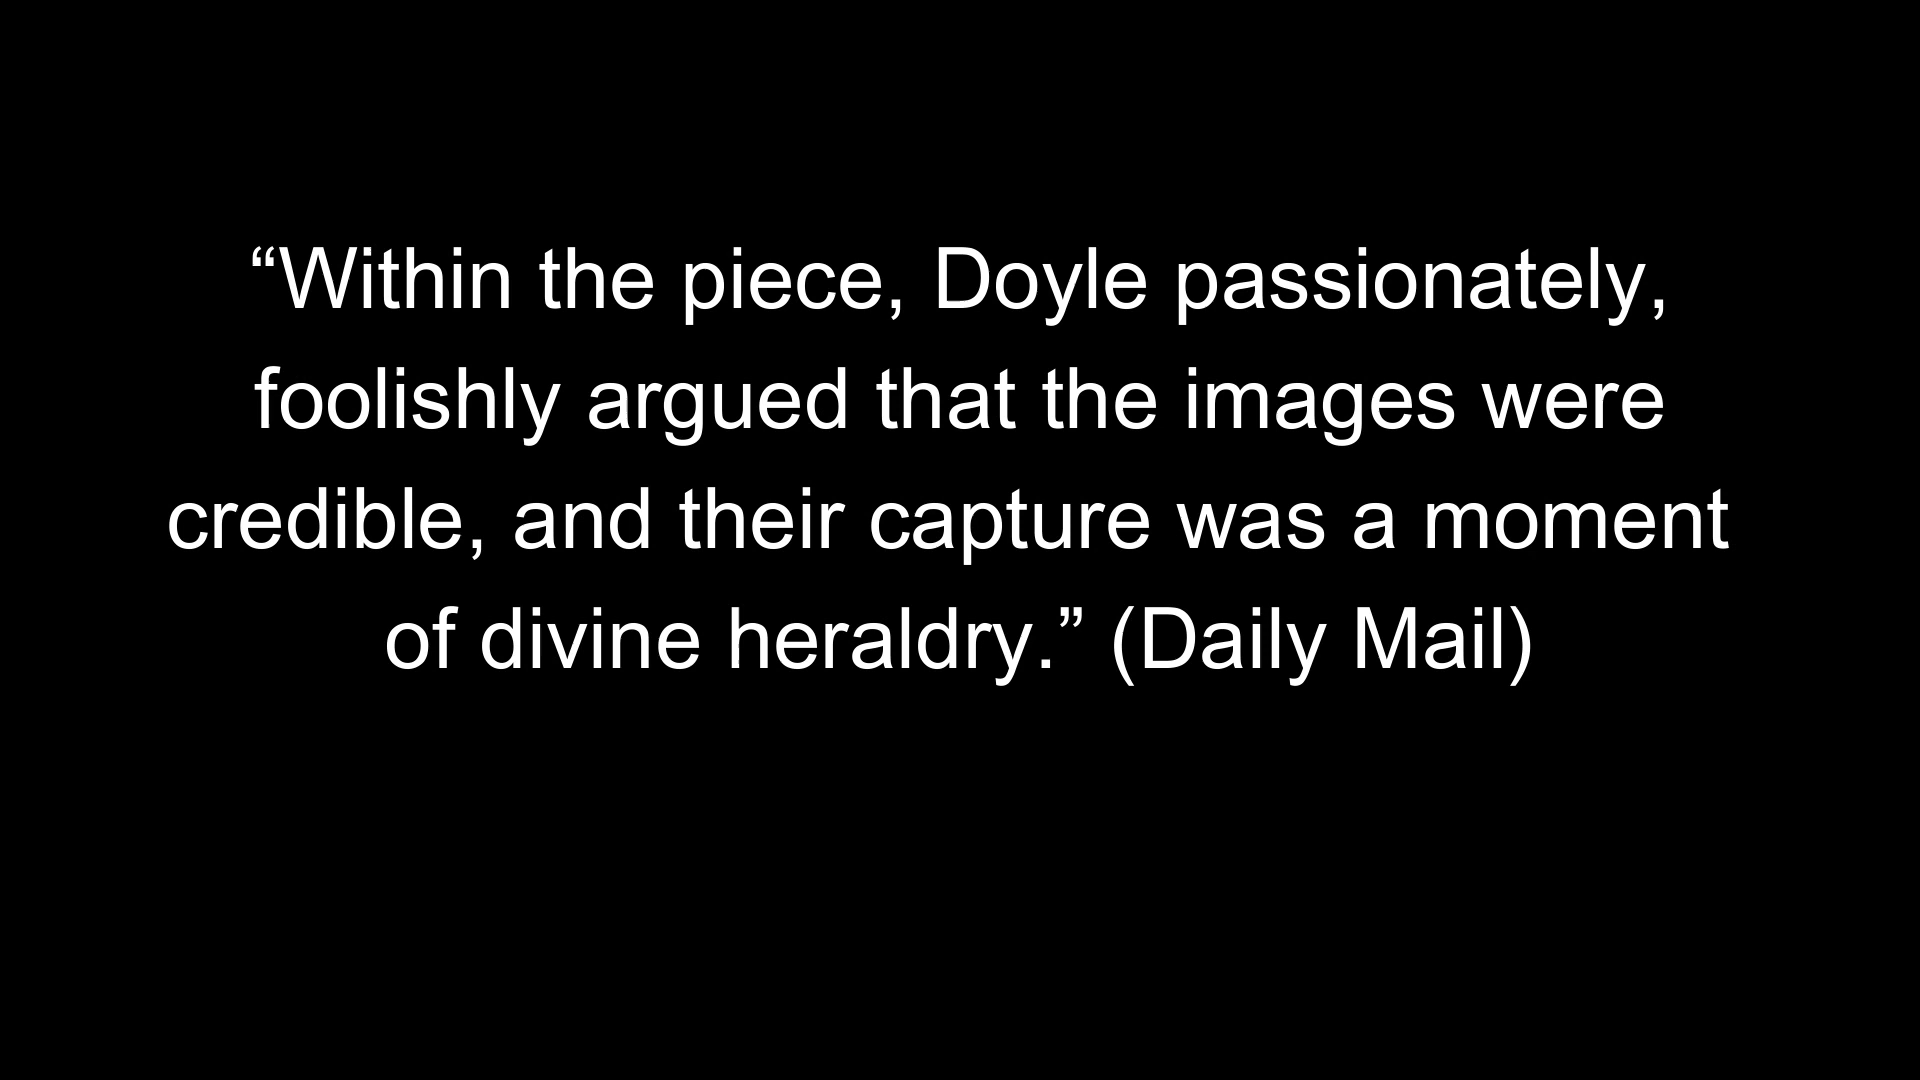 “Within the piece, Doyle passionately,
foolishly argued that the images were
credible, and their capture was a moment
of divine heraldry.” (Daily Mail)